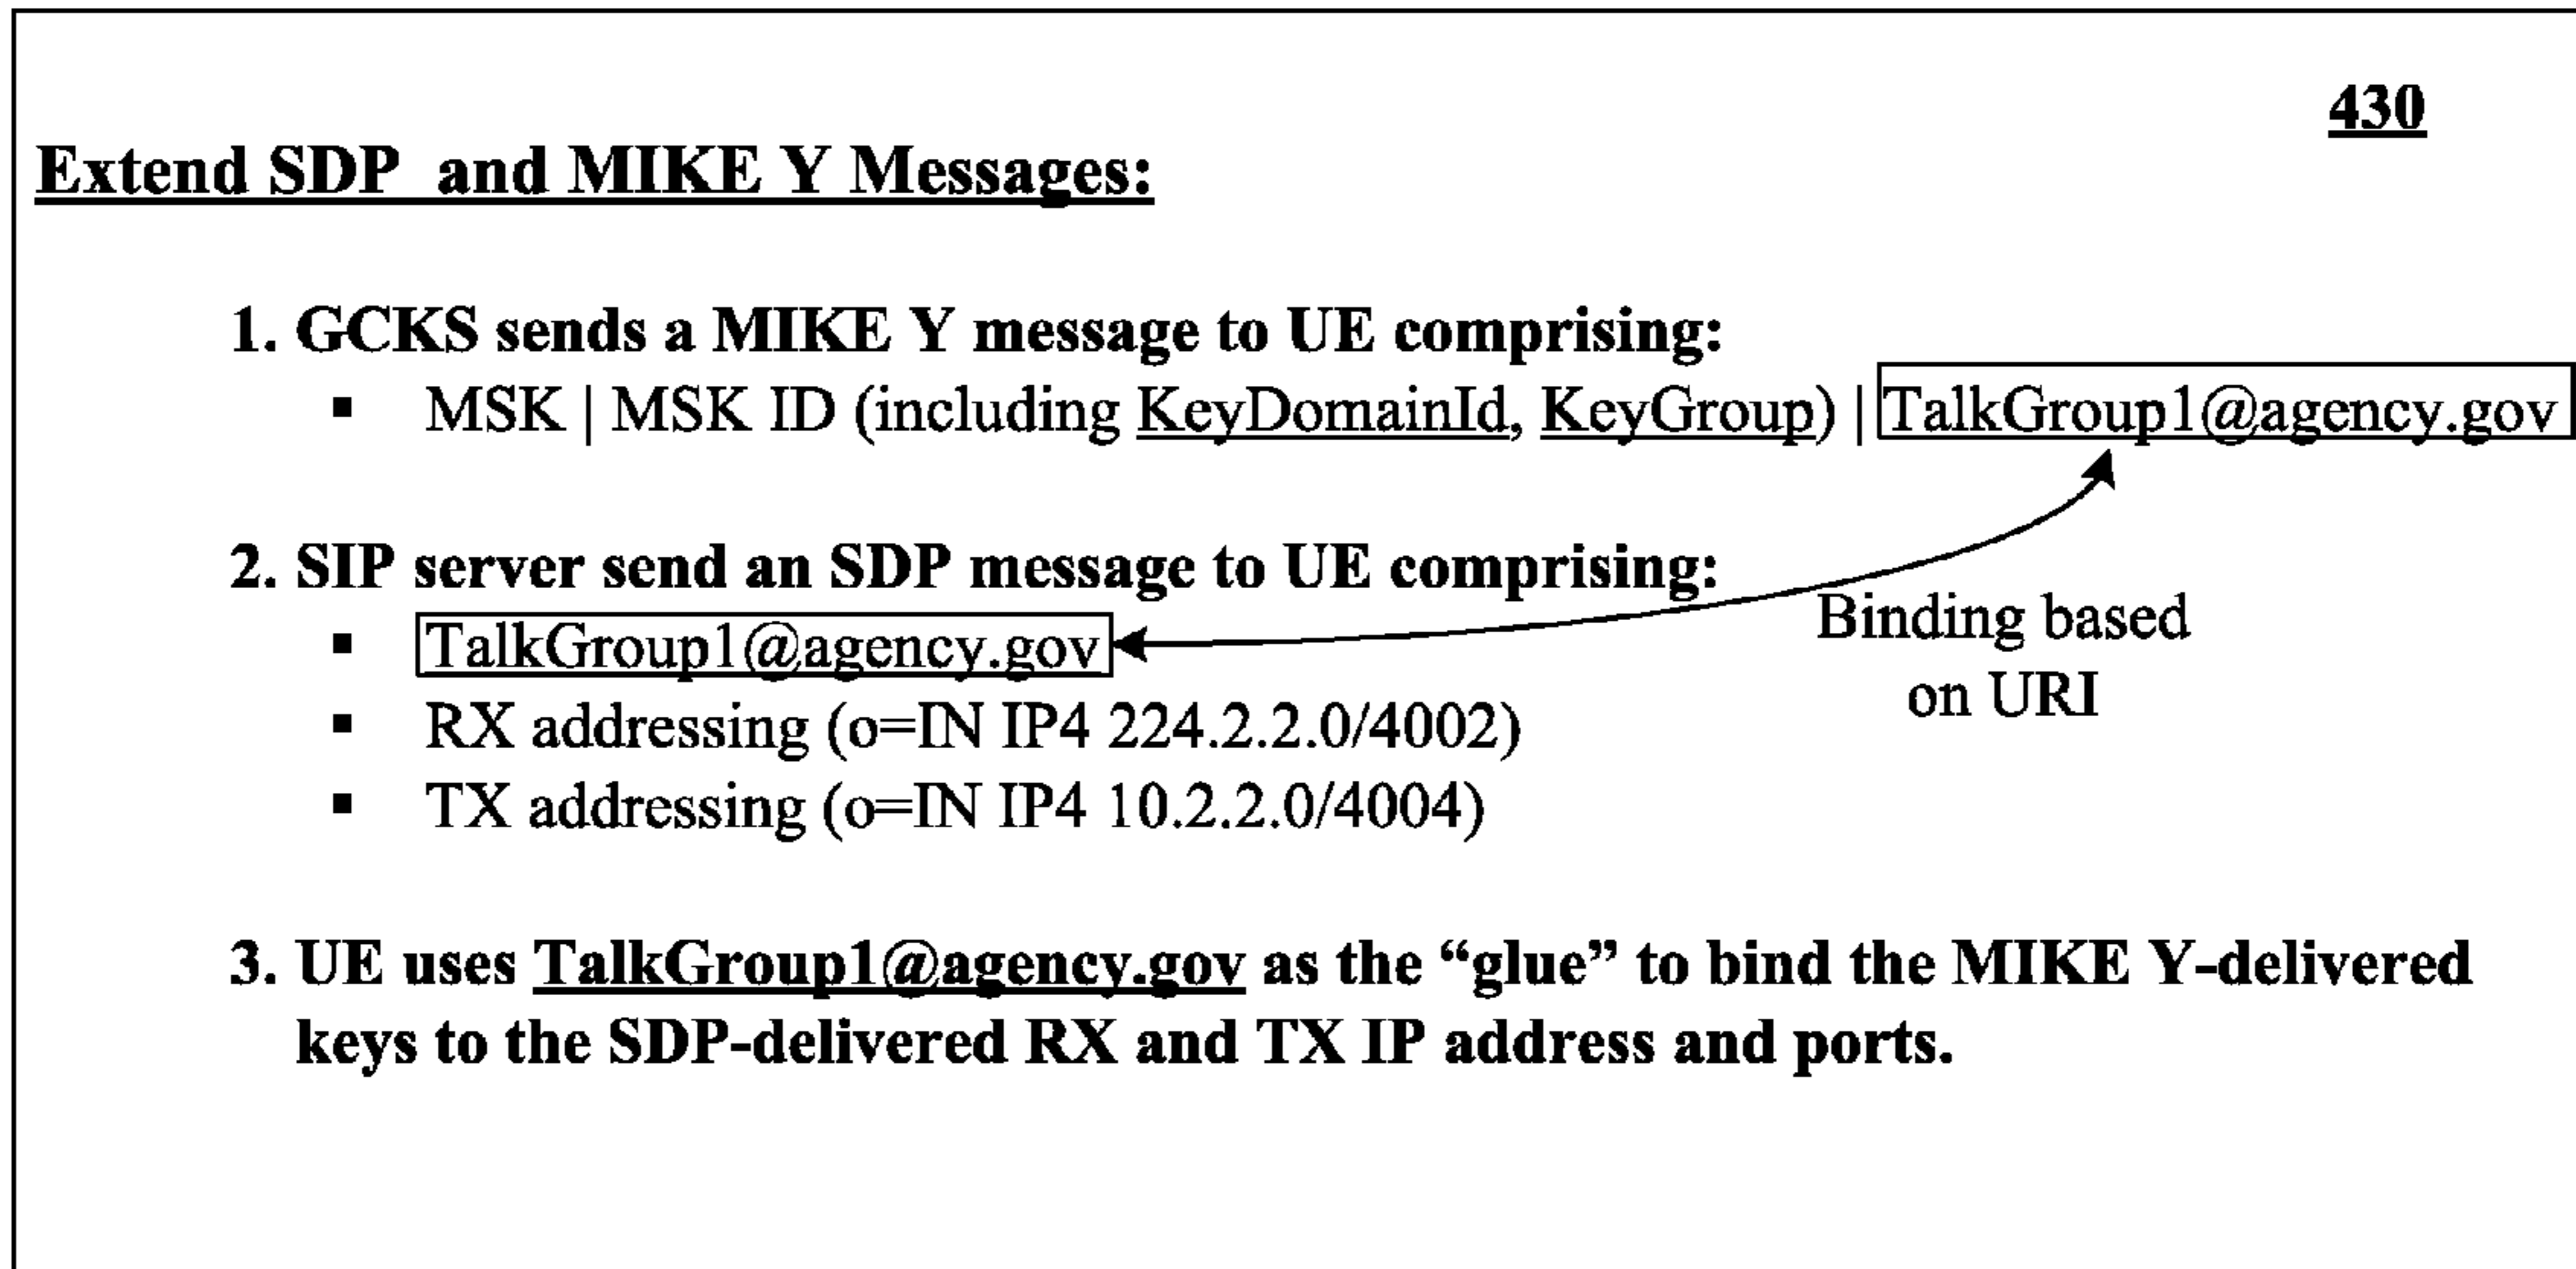 430
Extend SDP and MIKE Y Messages:
1. GCKS sends a MIKE Y message to UE comprising:
▪ MSK | MSK ID (including KeyDomainId, KeyGroup) | TalkGroup1@agency.gov
2. SIP server send an SDP message to UE comprising:
▪ TalkGroup1@agency.gov
▪ RX addressing (o=IN IP4 224.2.2.0/4002)
▪ TX addressing (o=IN IP4 10.2.2.0/4004)
Binding based
on URI
3. UE uses TalkGroup1@agency.gov as the “glue” to bind the MIKE Y-delivered
keys to the SDP-delivered RX and TX IP address and ports.